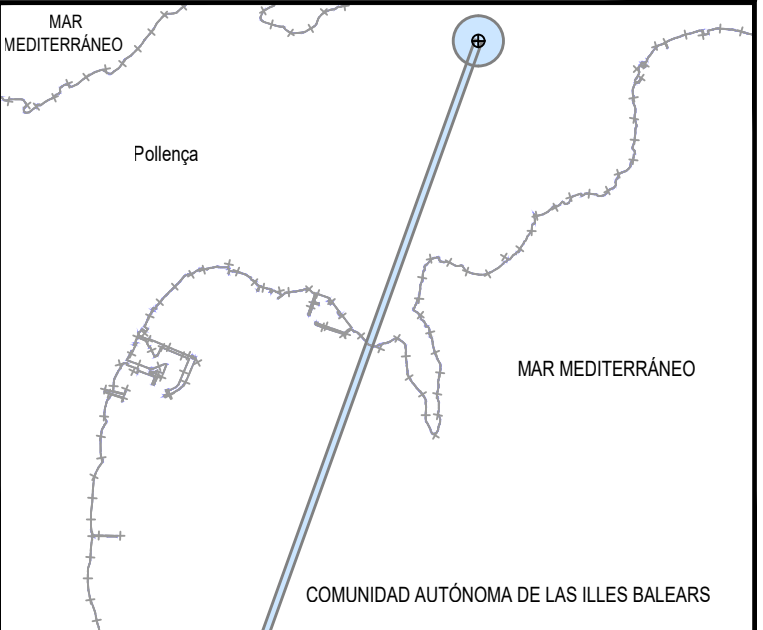 MAR
MEDITERRÁNEO
Pollença
MAR MEDITERRÁNEO
COMUNIDAD AUTÓNOMA DE LAS ILLES BALEARS